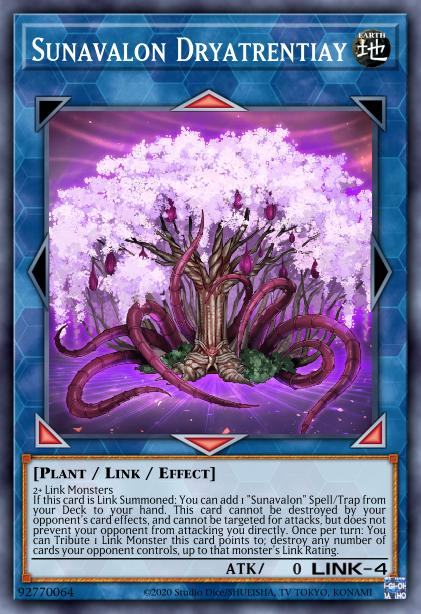 SUNAVALON DRYATRENTIAY
EARTH
地
[PLANT / LINK / EFFECT]
2+ Link Monsters
If this card is Link Summoned: You can add 1 "Sunavalon" Spell/Trap from
your Deck to your hand. This card cannot be destroyed by your
opponent's card effects, and cannot be targeted for attacks, but does not
prevent your opponent from attacking you directly. Once per turn: You
can Tribute 1 Link Monster this card points to; destroy any number of
cards your opponent controls, up to that monster's Link Rating.
ATK/ 0 LINK-4
92770064 ©2020 Studio Dice/SHUEISHA, TV TOKYO, KONAMI